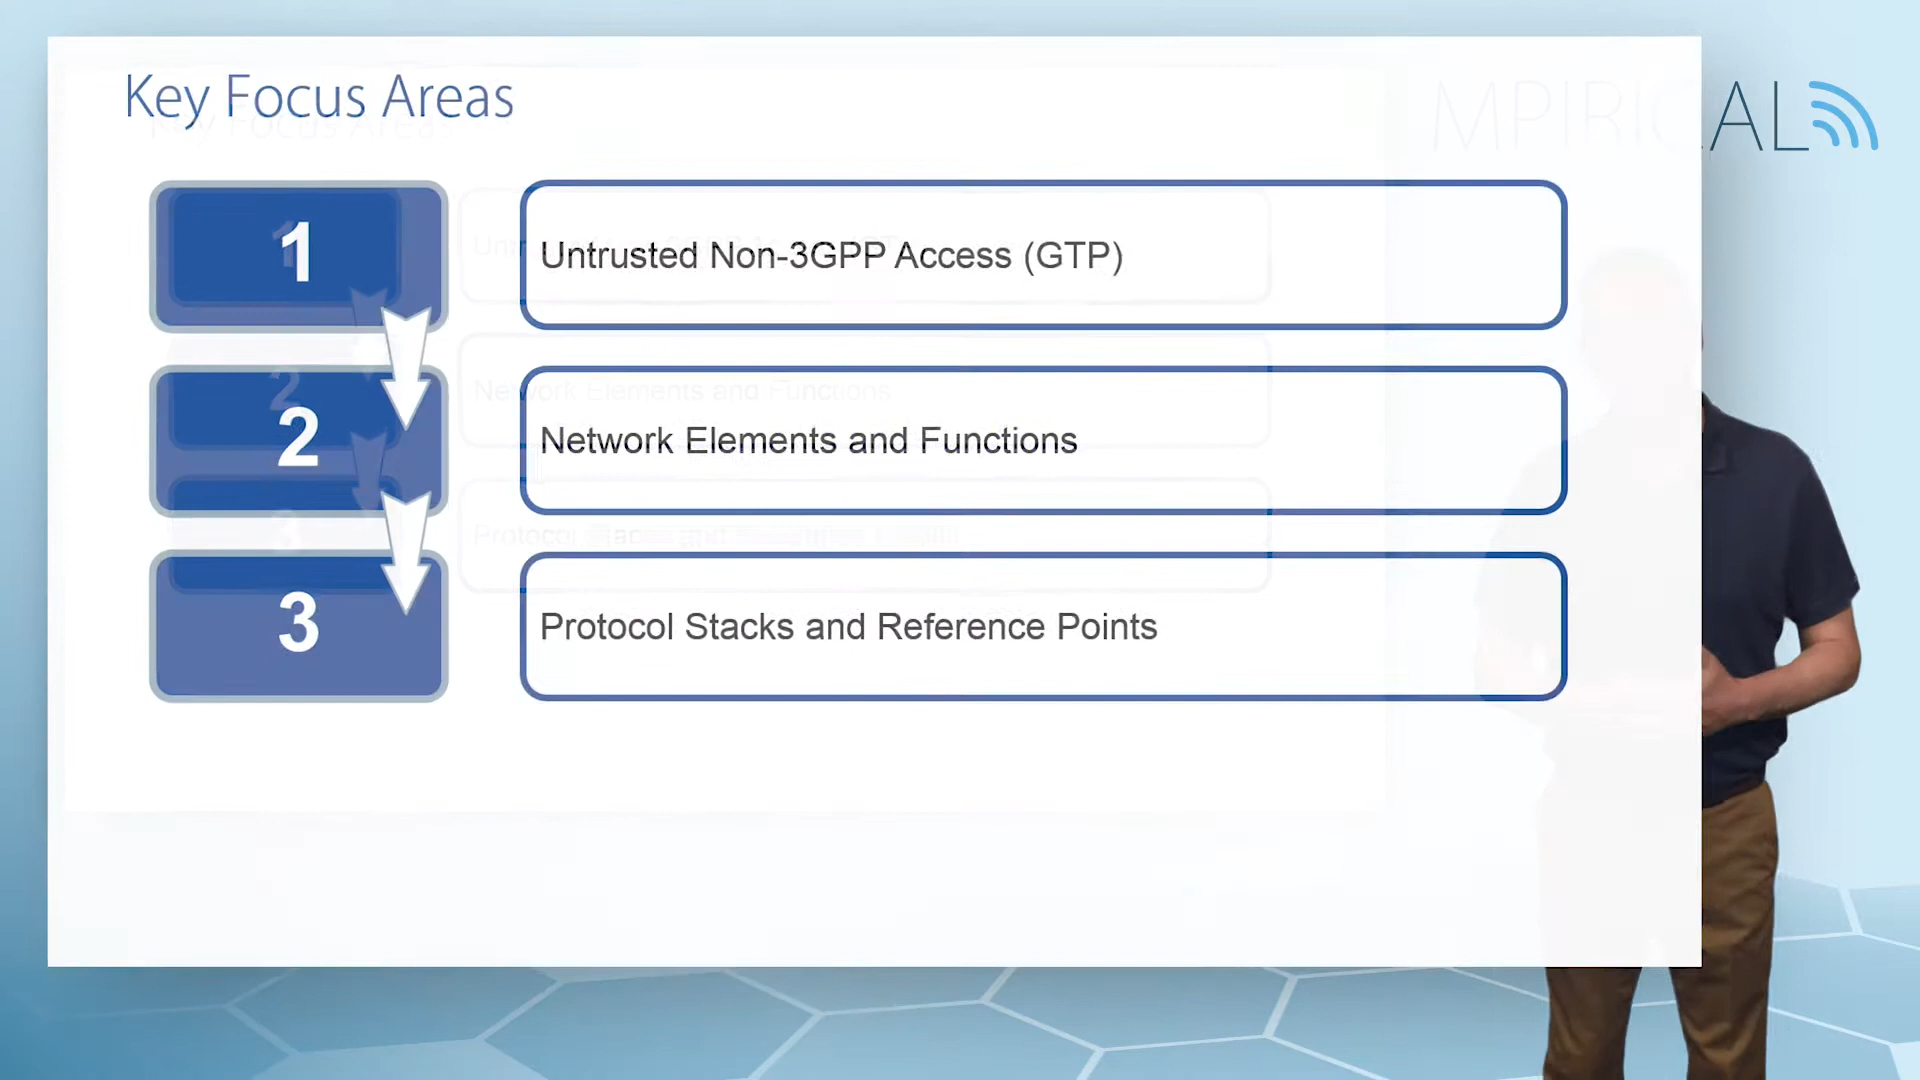 Key Focus Areas
MPIRICAL
1
Untrusted Non-3GPP Access (GTP)
2
Network Elements and Functions
3
Protocol Stacks and Reference Points